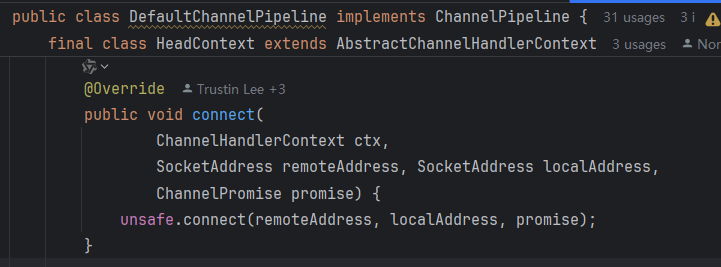 public class DefaultChannelPipeline implements ChannelPipeline { 31 usages 3 i
final class HeadContext extends AbstractChannelHandlerContext 3 usages Nor
@Override Trustin Lee +3
public void connect(
ChannelHandlerContext ctx,
SocketAddress remoteAddress, SocketAddress localAddress,
ChannelPromise promise) {
unsafe.connect(remoteAddress, localAddress, promise);
}